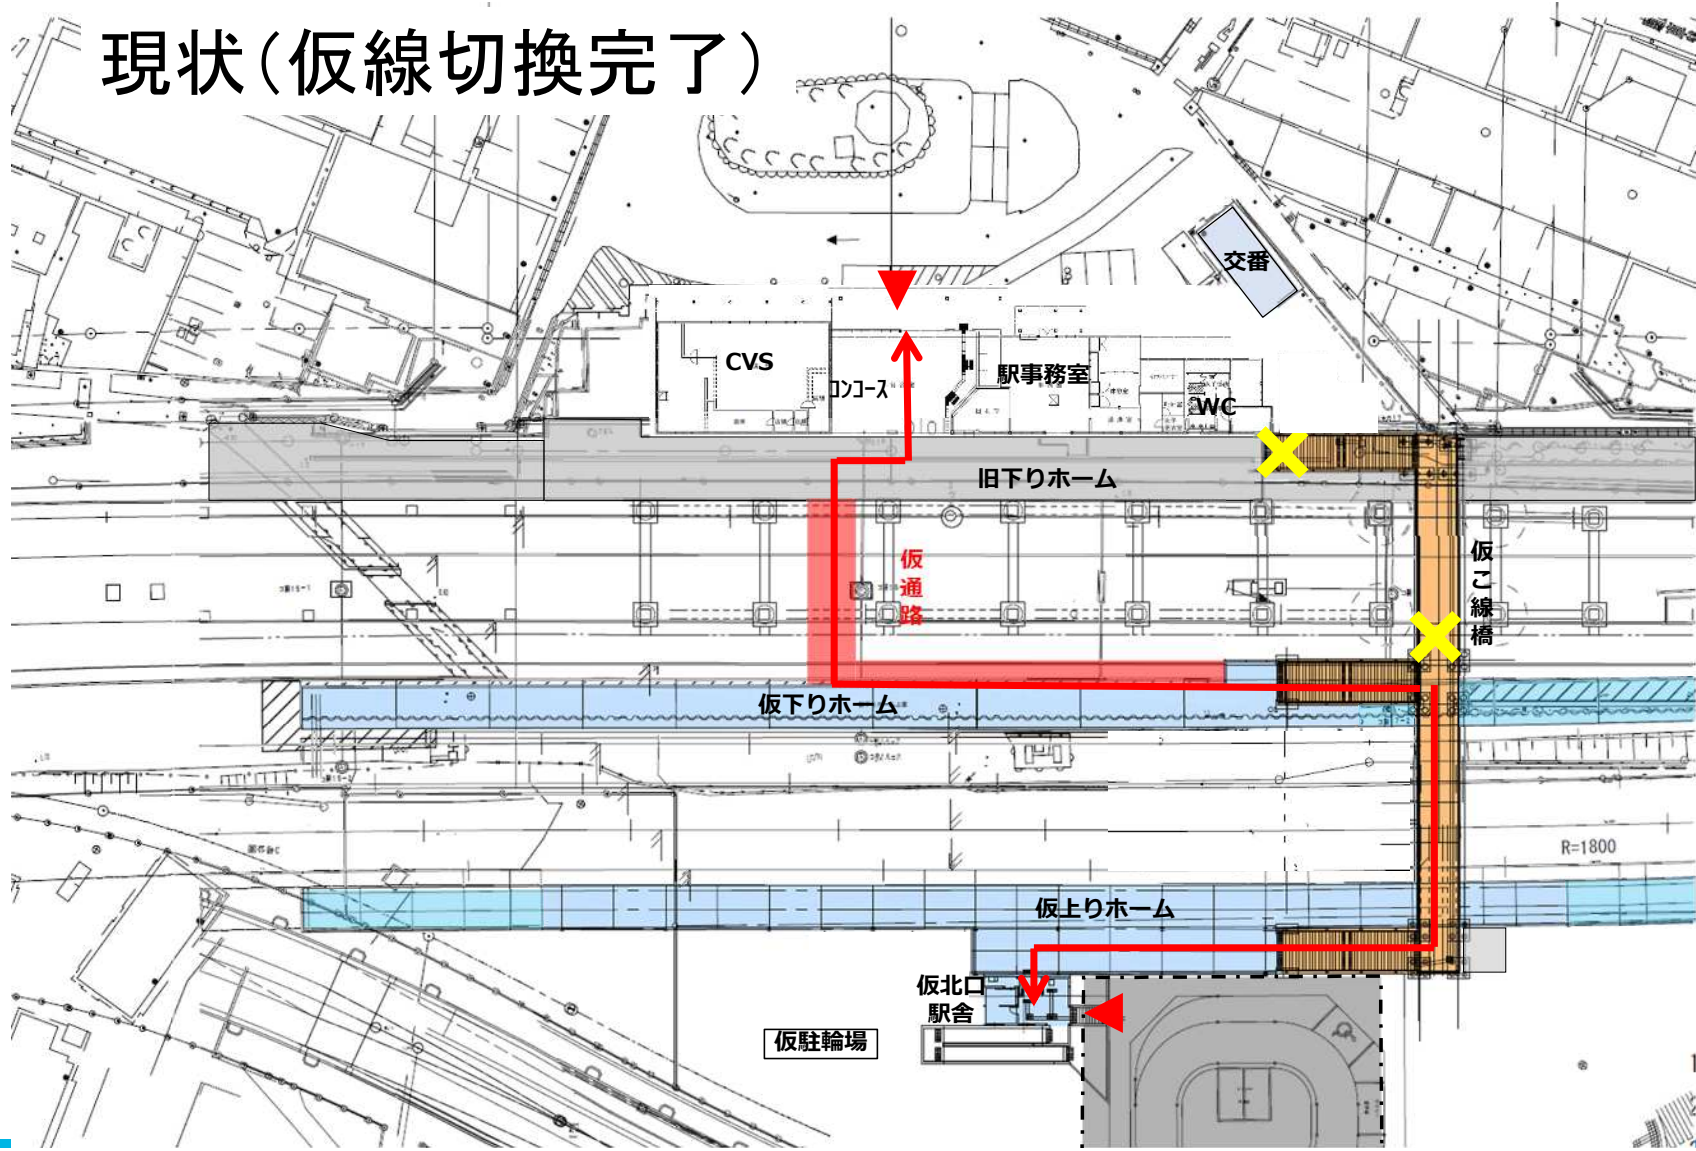 現状(仮線切換完了)
交番
CVS
コンコース
駅事務室
WC
旧下りホーム
仮通路
仮こ線橋
仮下りホーム
R=1800
仮上りホーム
仮北口
駅舎
仮駐輪場